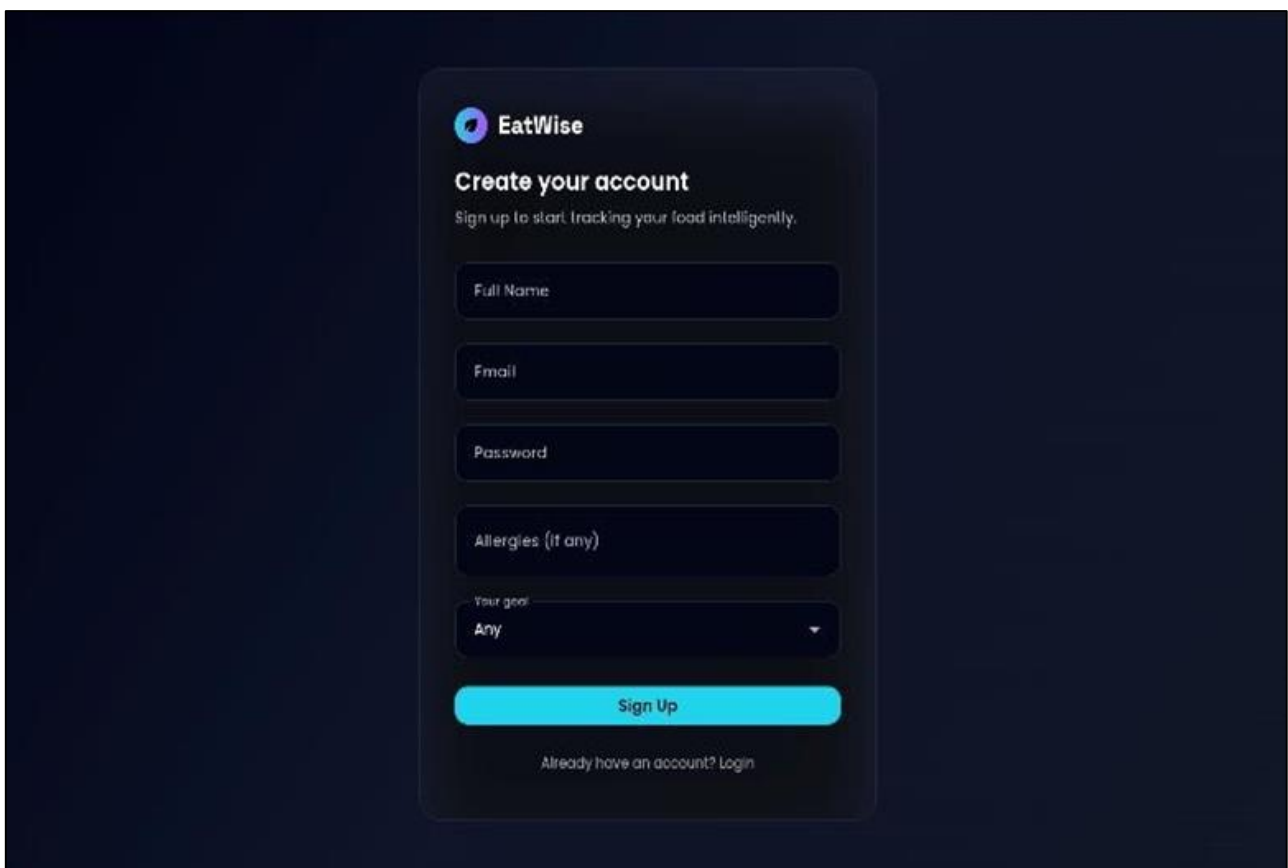 EatWise
Create your account
Sign up to start tracking your food intelligently.
Full Name
Email
Password
Allergies (if any)
Your goal
Any
Sign Up
Already have an account? Login